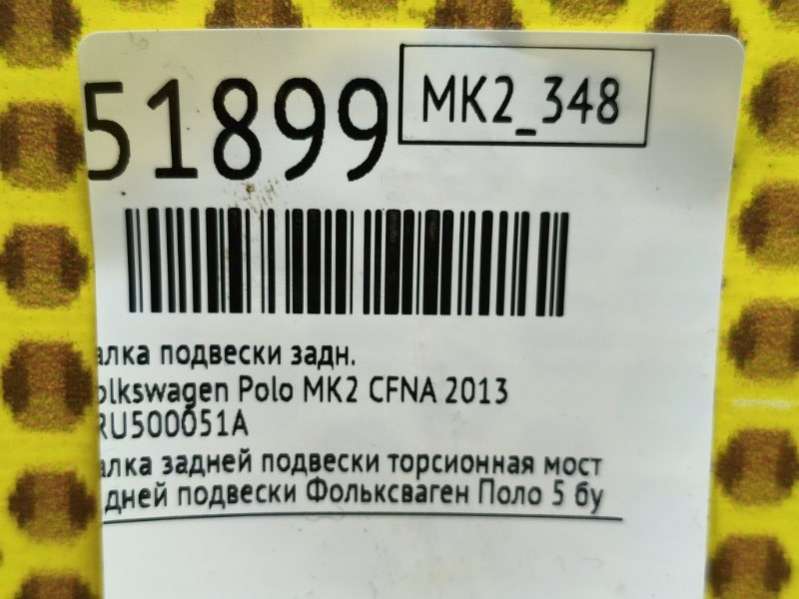 51899
MK2_348
алка подвески задн.
olkswagen Polo MK2 CFNA 2013
RU500051A
алка задней подвески торсионная мост
дней подвески Фольксваген Поло 5 бу